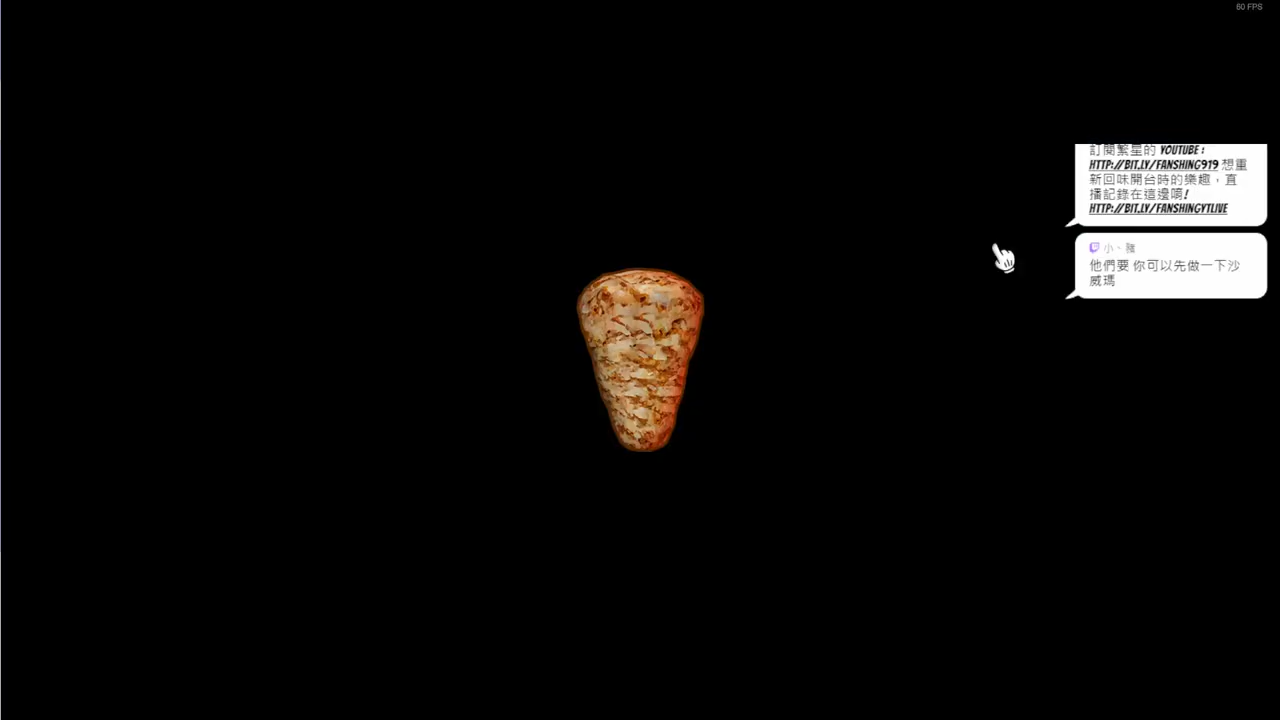 60 FPS
訂閱繁星的 YOUTUBE :
HTTP://BIT.LY/FANSHING919 想重
新回味開台時的樂趣，直
播記錄在這邊唷!
HTTP://BIT.LY/FANSHINGYTLIVE
小丶豬
他們要 你可以先做一下沙
威瑪